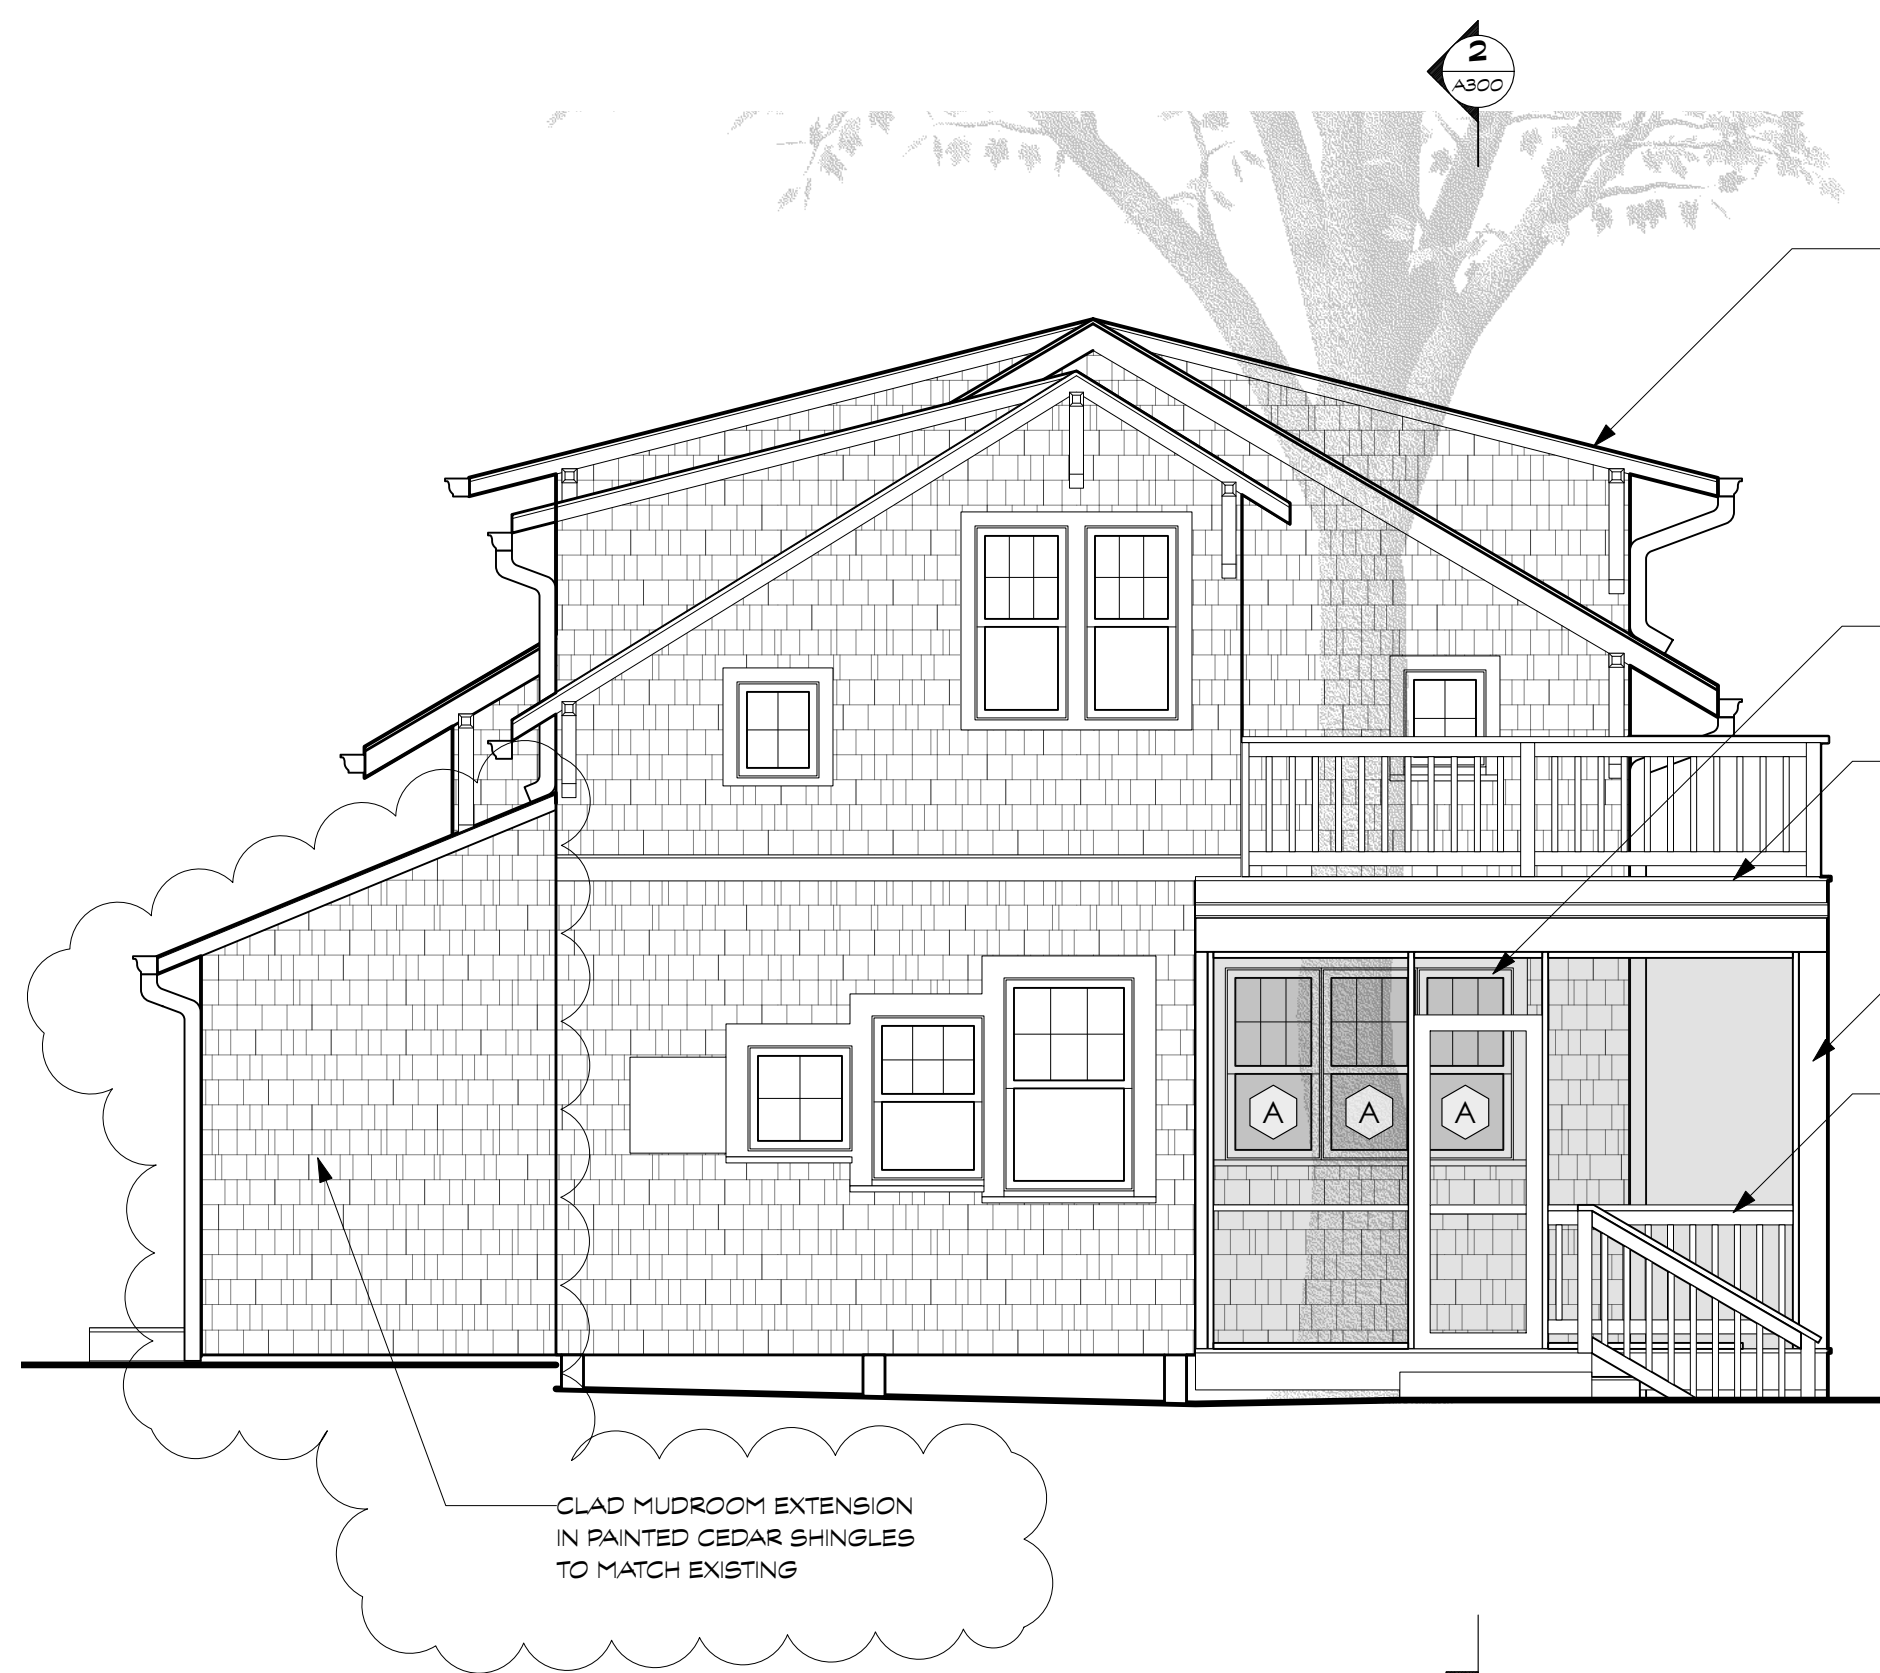 2
A300
A
A
A
CLAD MUDROOM EXTENSION
IN PAINTED CEDAR SHINGLES
TO MATCH EXISTING